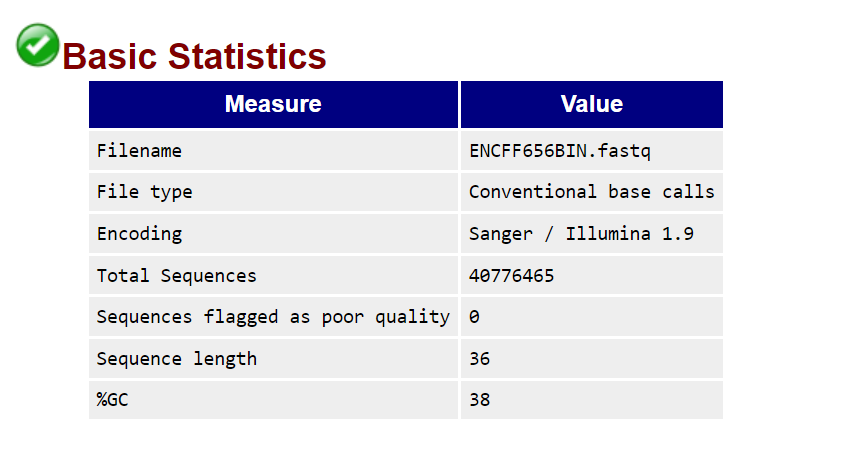 Basic Statistics
Measure Value
Filename ENCFF656BIN.fastq
File type Conventional base calls
Encoding Sanger / Illumina 1.9
Total Sequences 40776465
Sequences flagged as poor quality 0
Sequence length 36
%GC 38